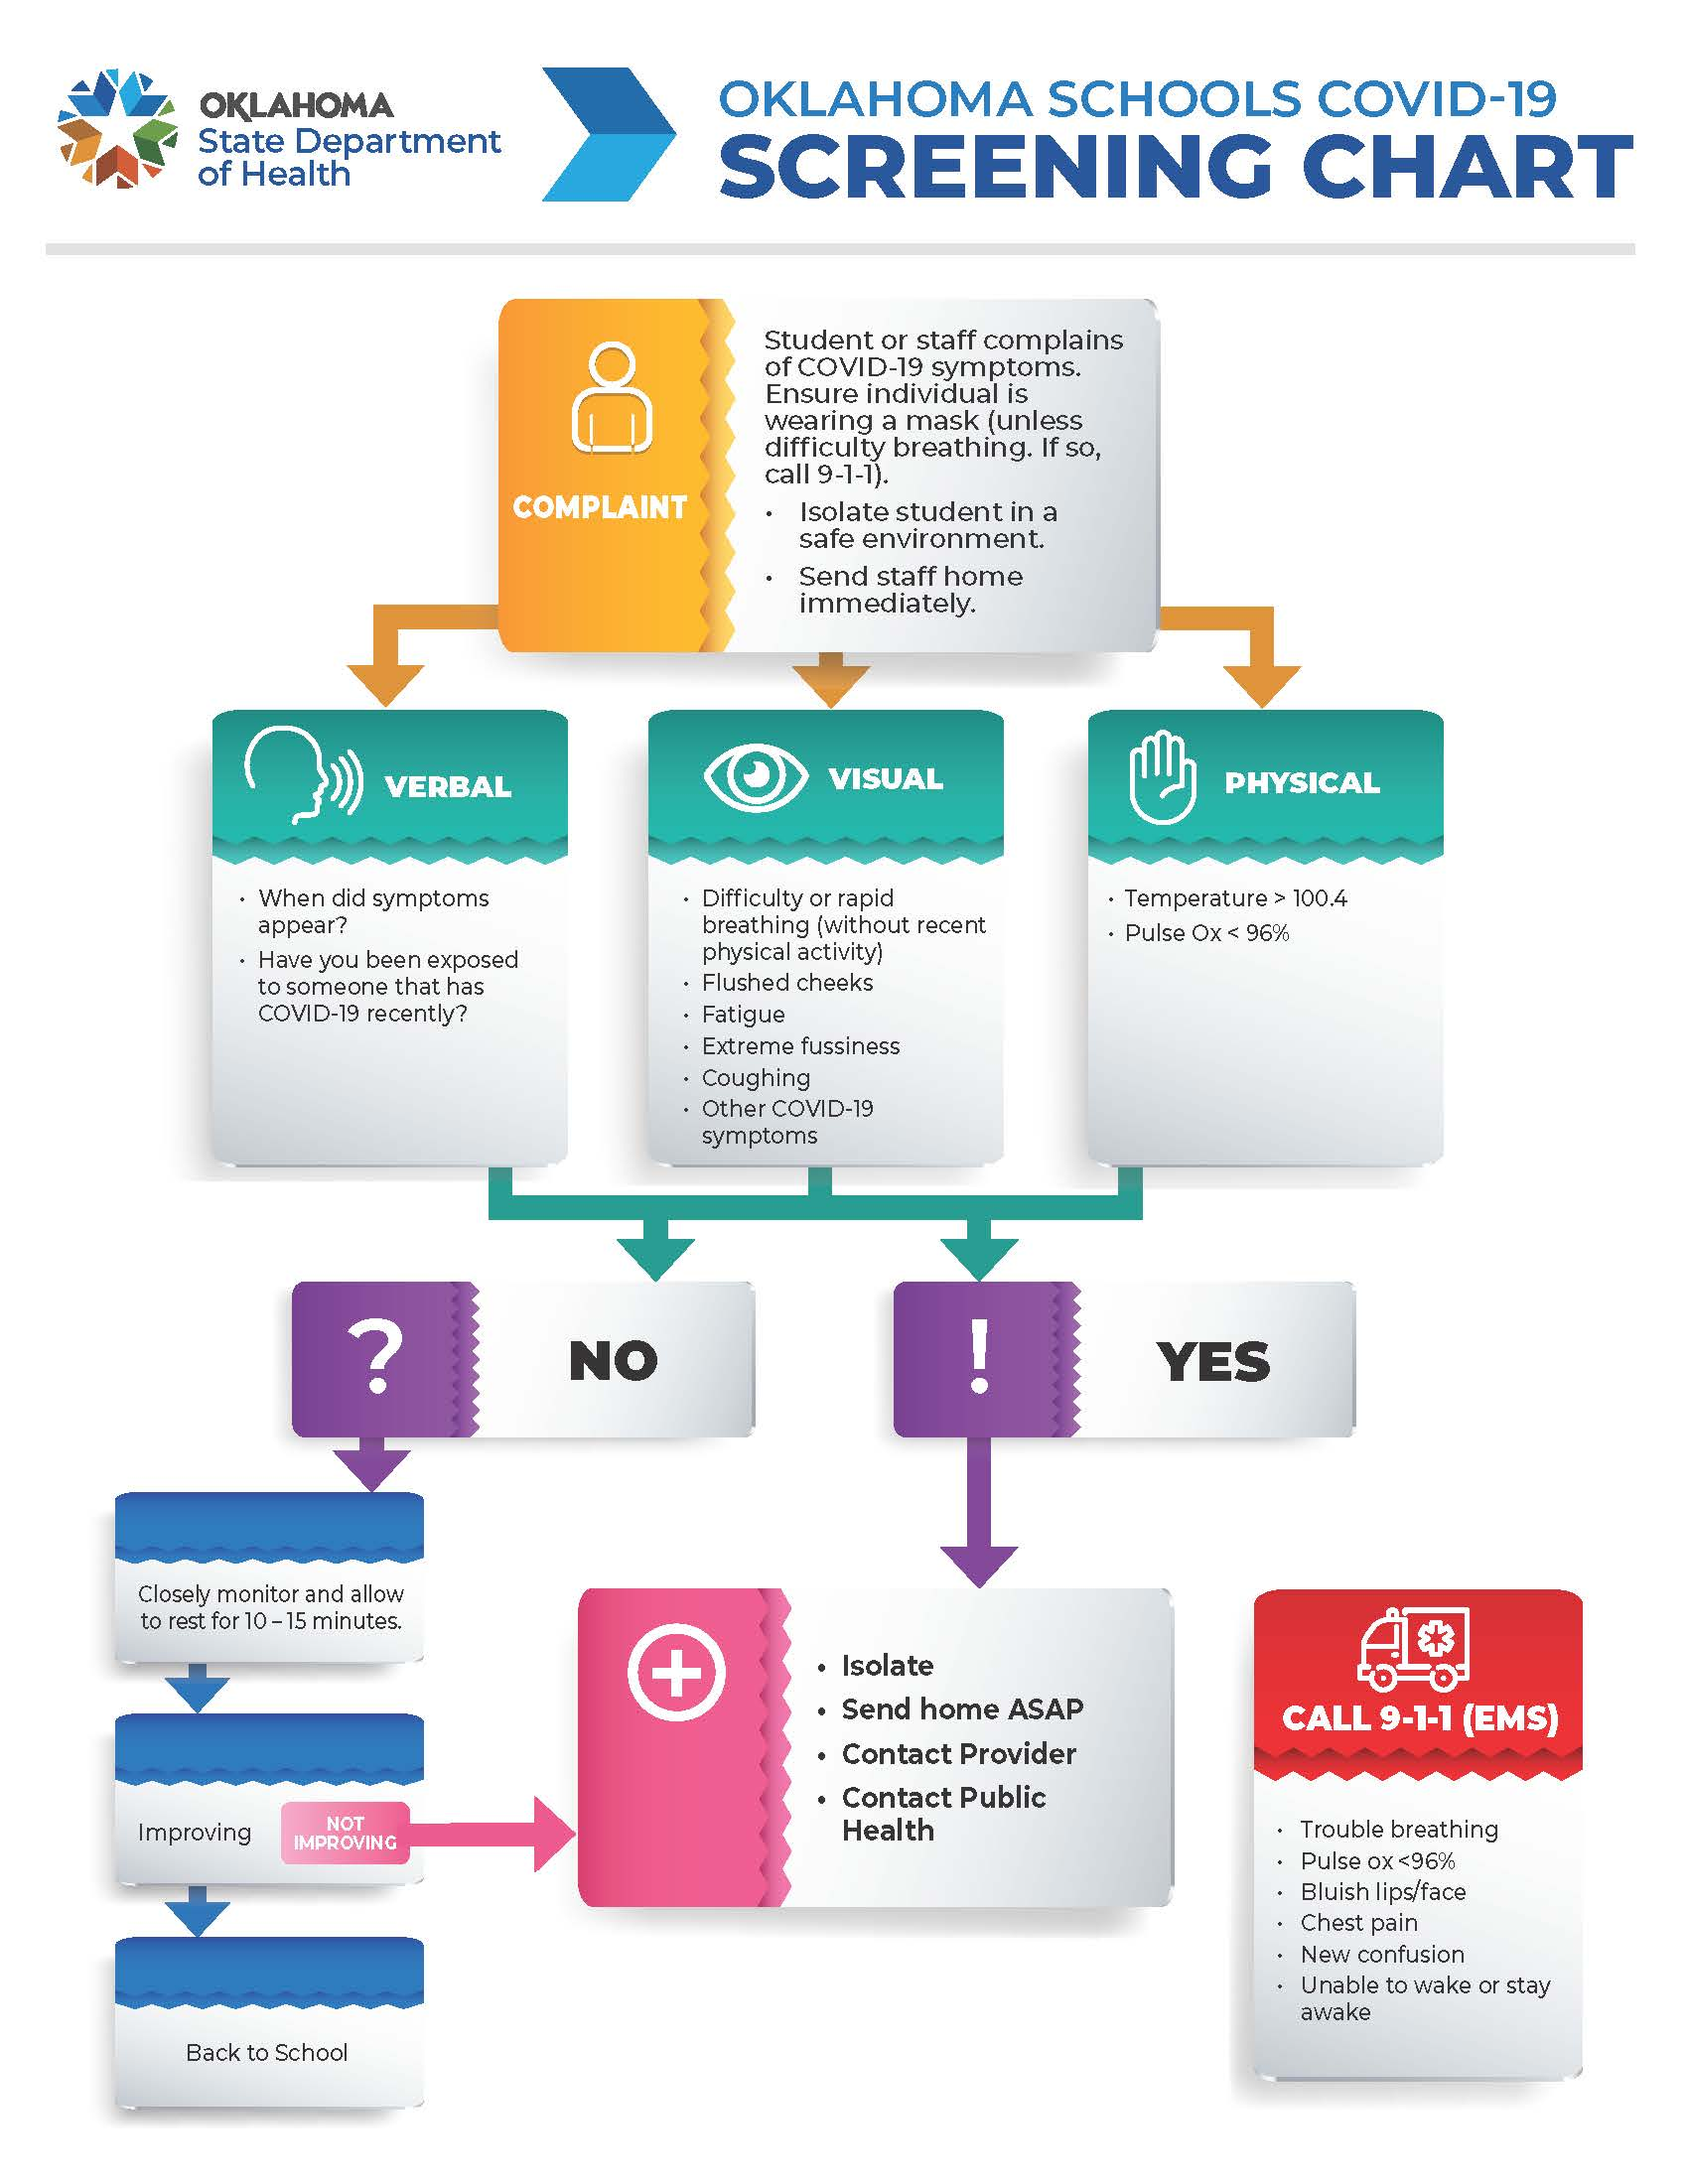 OKLAHOMA
State Department
of Health
OKLAHOMA SCHOOLS COVID-19
SCREENING CHART
COMPLAINT
Student or staff complains
of COVID-19 symptoms.
Ensure individual is
wearing a mask (unless
difficulty breathing. If so,
call 9-1-1).
• Isolate student in a
safe environment.
• Send staff home
immediately.
VERBAL
• When did symptoms
appear?
• Have you been exposed
to someone that has
COVID-19 recently?
VISUAL
• Difficulty or rapid
breathing (without recent
physical activity)
• Flushed cheeks
• Fatigue
• Extreme fussiness
• Coughing
• Other COVID-19
symptoms
PHYSICAL
• Temperature > 100.4
• Pulse Ox < 96%
?
NO
!
YES
Closely monitor and allow
to rest for 10 – 15 minutes.
Improving
NOT
IMPROVING
Back to School
• Isolate
• Send home ASAP
• Contact Provider
• Contact Public
Health
CALL 9-1-1 (EMS)
• Trouble breathing
• Pulse ox <96%
• Bluish lips/face
• Chest pain
• New confusion
• Unable to wake or stay
awake